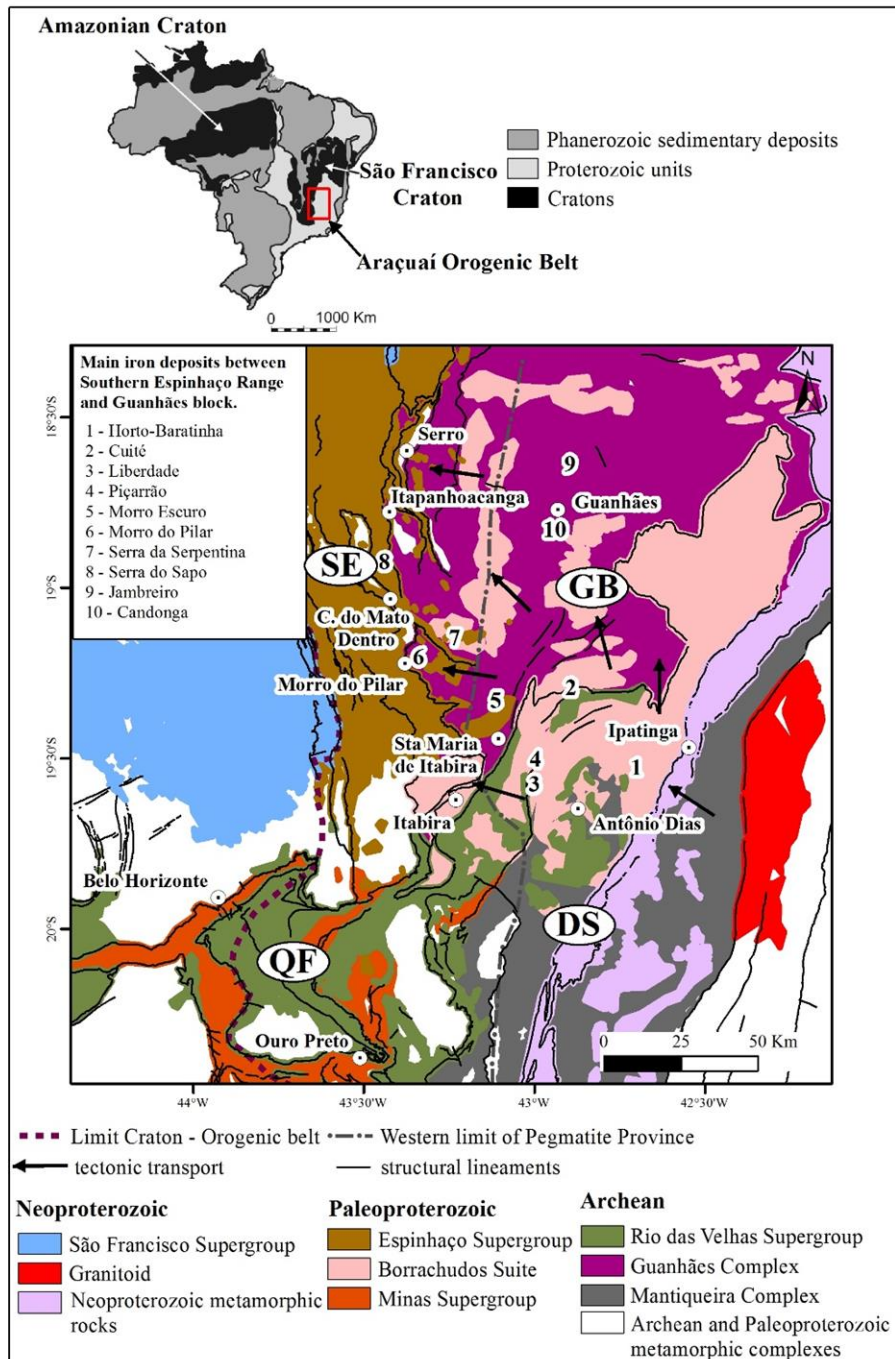 Amazonian Craton
São Francisco
Craton
Araçuaí Orogenic Belt
Phanerozoic sedimentary deposits
Proterozoic units
Cratons
0 1000 Km
Main iron deposits between
Southern Espinhaço Range
and Guanhães block.
1 - Horto-Baratinha
2 - Cuité
3 - Liberdade
4 - Piçarrão
5 - Morro Escuro
6 - Morro do Pilar
7 - Serra da Serpentina
8 - Serra do Sapo
9 - Jambreiro
10 - Candonga
N
18°30'S
19°S
19°30'S
20°S
Serro
9
Itapanhoacanga
Guanhães
10
SE
8
GB
C. do Mato
Dentro
7
6
Morro do Pilar
5
2
Sta Maria
de Itabira
Ipatinga
4
1
3
Itabira
Antônio Dias
Belo Horizonte
DS
QF
Ouro Preto
0 25 50 Km
44°W 43°30'W 43°W 42°30'W
Limit Craton - Orogenic belt
Western limit of Pegmatite Province
tectonic transport
structural lineaments
Neoproterozoic
São Francisco Supergroup
Granitoid
Neoproterozoic metamorphic
rocks
Paleoproterozoic
Espinhaço Supergroup
Borrachudos Suite
Minas Supergroup
Archean
Rio das Velhas Supergroup
Guanhães Complex
Mantiqueira Complex
Archean and Paleoproterozoic
metamorphic complexes